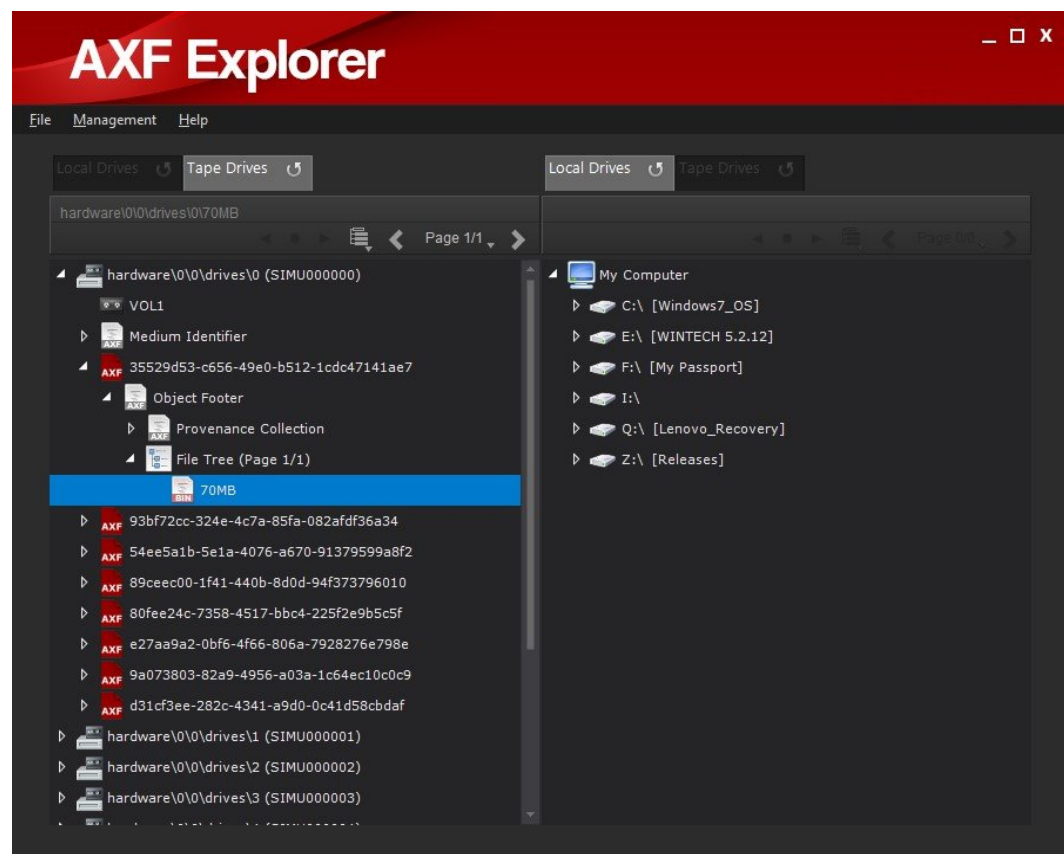 AXF Explorer
File Management Help
Local Drives Tape Drives
hardware\0\0\drives\0\70MB
Page 1/1
hardware\0\0\drives\0 (SIMU000000)
VOL1
Medium Identifier
35529d53-c656-49e0-b512-1cdc47141ae7
Object Footer
Provenance Collection
File Tree (Page 1/1)
70MB
93bf72cc-324e-4c7a-85fa-082afdf36a34
54ee5a1b-5e1a-4076-a670-91379599a8f2
89ceec00-1f41-440b-8d0d-94f373796010
80fee24c-7358-4517-bbc4-225f2e9b5c5f
e27aa9a2-0bf6-4f66-806a-7928276e798e
9a073803-82a9-4956-a03a-1c64ec10c0c9
d31cf3ee-282c-4341-a9d0-0c41d58cbdaf
hardware\0\0\drives\1 (SIMU000001)
hardware\0\0\drives\2 (SIMU000002)
hardware\0\0\drives\3 (SIMU000003)
Local Drives Tape Drives
Page 0/0
My Computer
C:\ [Windows7_OS]
E:\ [WINTECH 5.2.12]
F:\ [My Passport]
I:\
Q:\ [Lenovo_Recovery]
Z:\ [Releases]